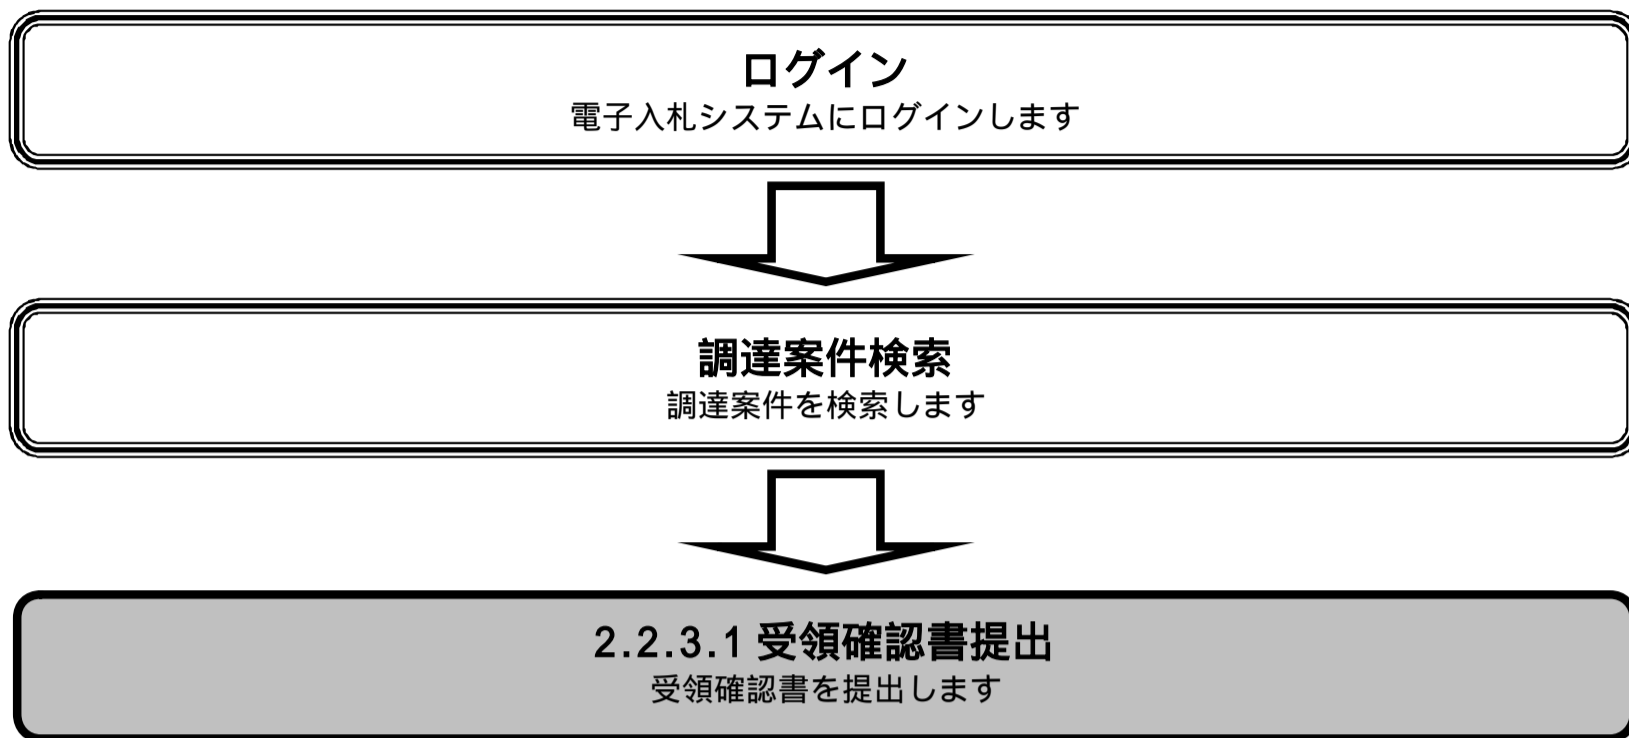 ログイン
電子入札システムにログインします
調達案件検索
調達案件を検索します
2.2.3.1 受領確認書提出
受領確認書を提出します